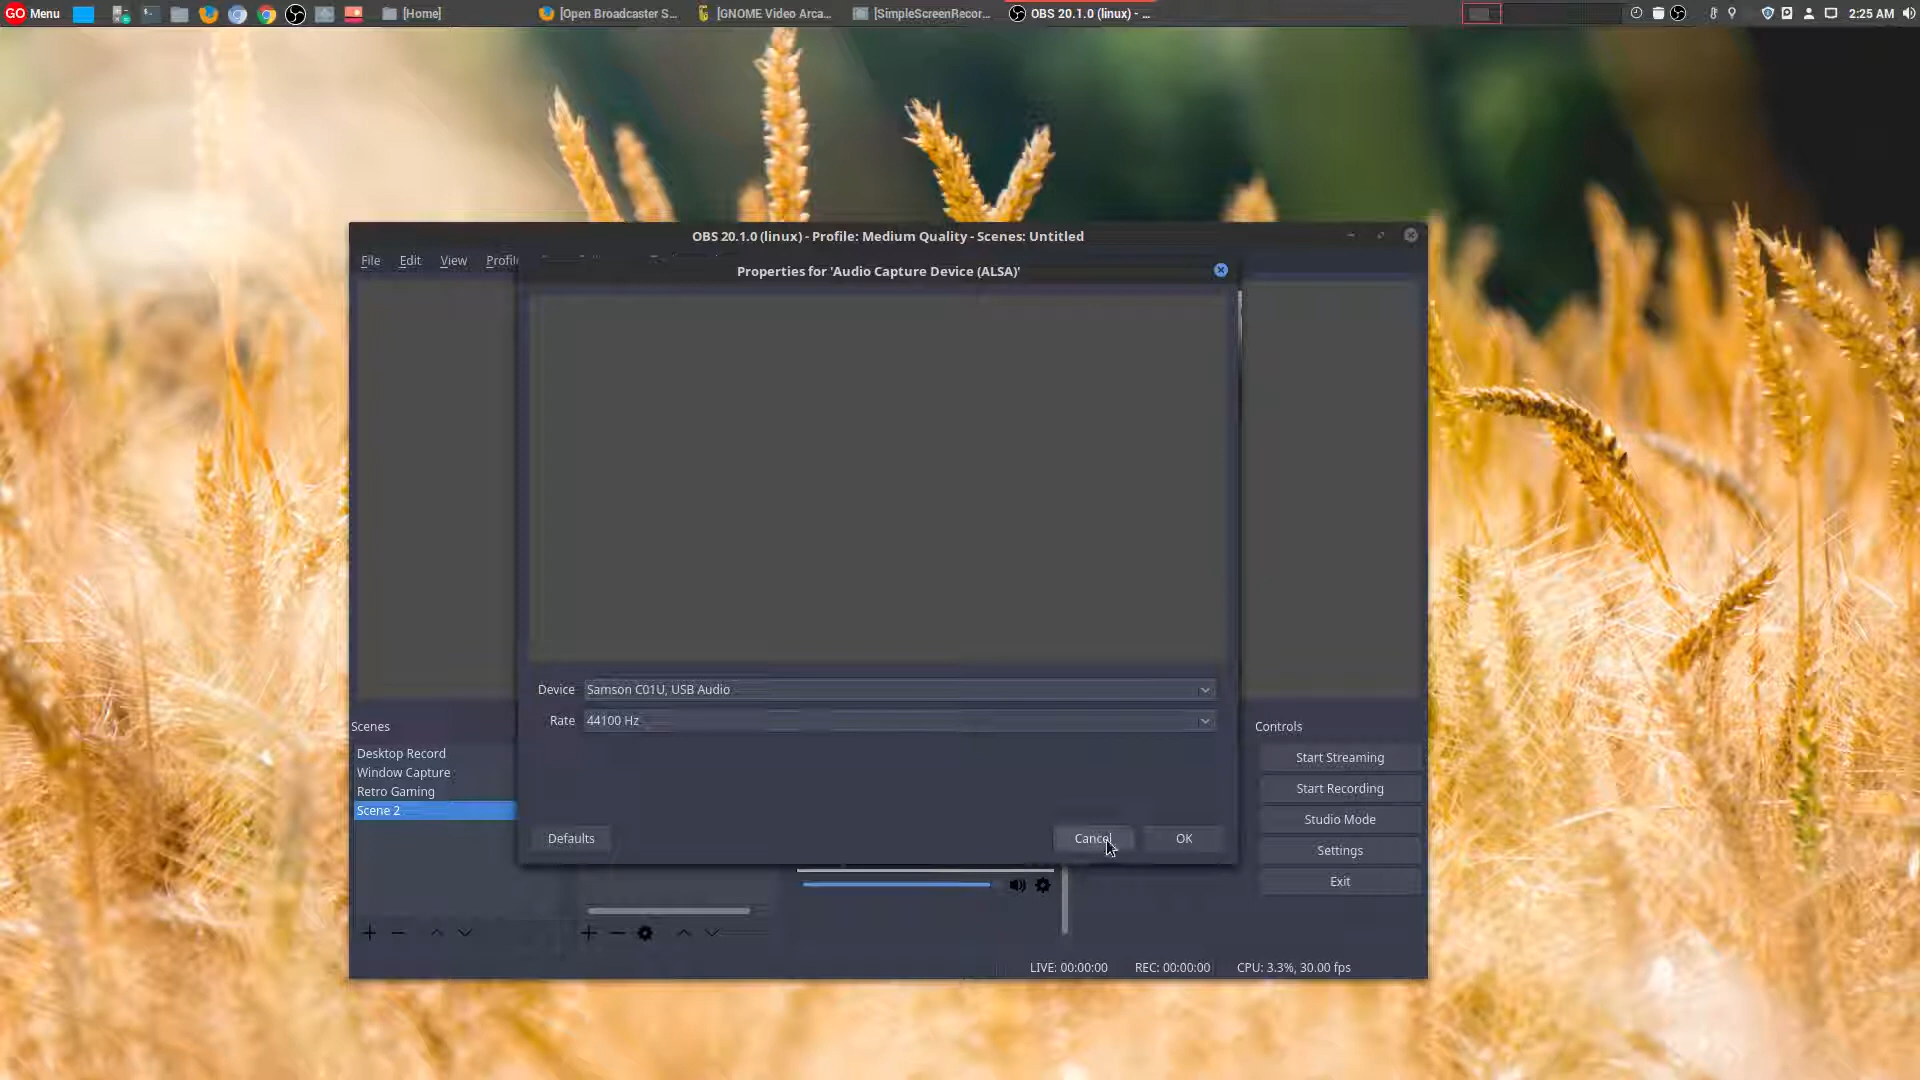 GO Menu
[Home]
[Open Broadcaster S...
[GNOME Video Arca...
[SimpleScreenRecor...
OBS 20.1.0 (linux) - ...
2:25 AM
OBS 20.1.0 (linux) - Profile: Medium Quality - Scenes: Untitled
File Edit View Profil
Properties for 'Audio Capture Device (ALSA)'
Device Samson C01U, USB Audio
Rate 44100 Hz
Defaults
Cancel
OK
Scenes
Desktop Record
Window Capture
Retro Gaming
Scene 2
Controls
Start Streaming
Start Recording
Studio Mode
Settings
Exit
LIVE: 00:00:00 REC: 00:00:00 CPU: 3.3%, 30.00 fps